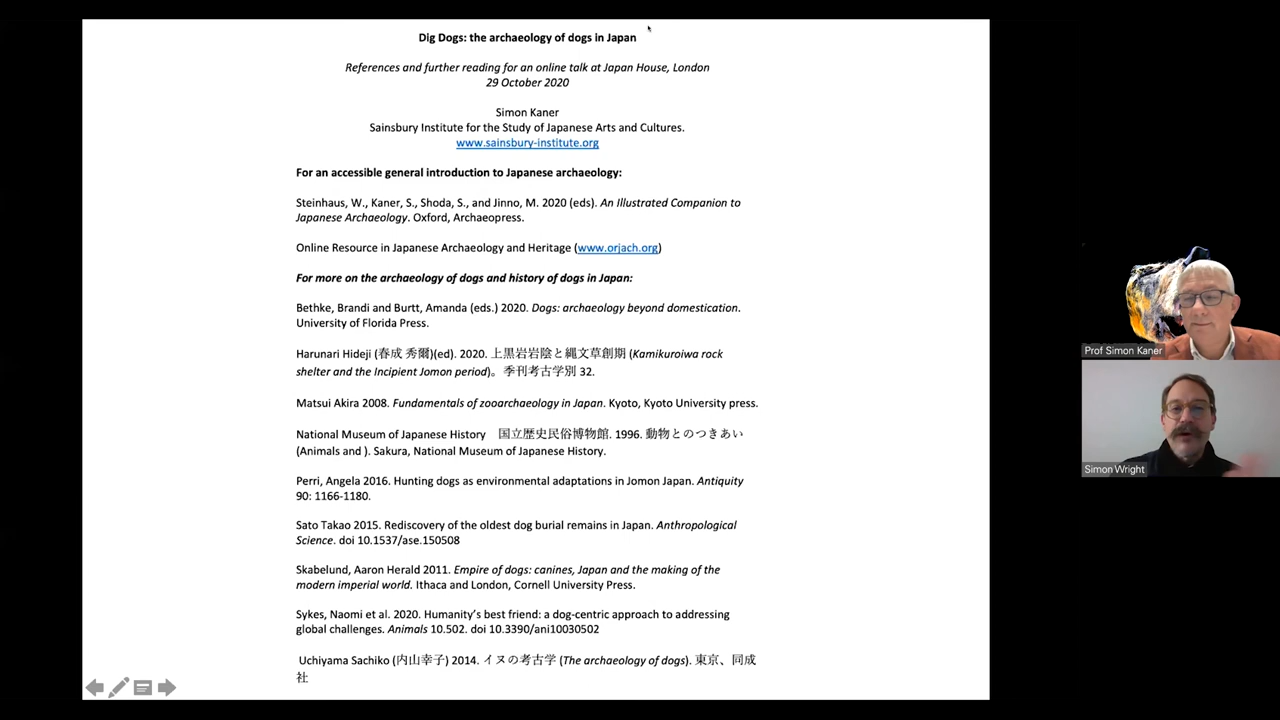 Dig Dogs: the archaeology of dogs in Japan
References and further reading for an online talk at Japan House, London
29 October 2020
Simon Kaner
Sainsbury Institute for the Study of Japanese Arts and Cultures.
www.sainsbury-institute.org
For an accessible general introduction to Japanese archaeology:
Steinhaus, W., Kaner, S., Shoda, S., and Jinno, M. 2020 (eds). An Illustrated Companion to
Japanese Archaeology. Oxford, Archaeopress.
Online Resource in Japanese Archaeology and Heritage (www.orjach.org)
For more on the archaeology of dogs and history of dogs in Japan:
Bethke, Brandi and Burtt, Amanda (eds.) 2020. Dogs: archaeology beyond domestication.
University of Florida Press.
Harunari Hideji (春成 秀爾)(ed). 2020. 上黒岩岩陰と縄文草創期 (Kamikuroiwa rock
shelter and the Incipient Jomon period)。季刊考古学別 32.
Matsui Akira 2008. Fundamentals of zooarchaeology in Japan. Kyoto, Kyoto University press.
National Museum of Japanese History 国立歴史民俗博物館. 1996. 動物とのつきあい
(Animals and ). Sakura, National Museum of Japanese History.
Perri, Angela 2016. Hunting dogs as environmental adaptations in Jomon Japan. Antiquity
90: 1166-1180.
Sato Takao 2015. Rediscovery of the oldest dog burial remains in Japan. Anthropological
Science. doi 10.1537/ase.150508
Skabelund, Aaron Herald 2011. Empire of dogs: canines, Japan and the making of the
modern imperial world. Ithaca and London, Cornell University Press.
Sykes, Naomi et al. 2020. Humanity's best friend: a dog-centric approach to addressing
global challenges. Animals 10.502. doi 10.3390/ani10030502
Uchiyama Sachiko (内山幸子) 2014. イヌの考古学 (The archaeology of dogs). 東京、同成
社
Prof Simon Kaner
Simon Wright